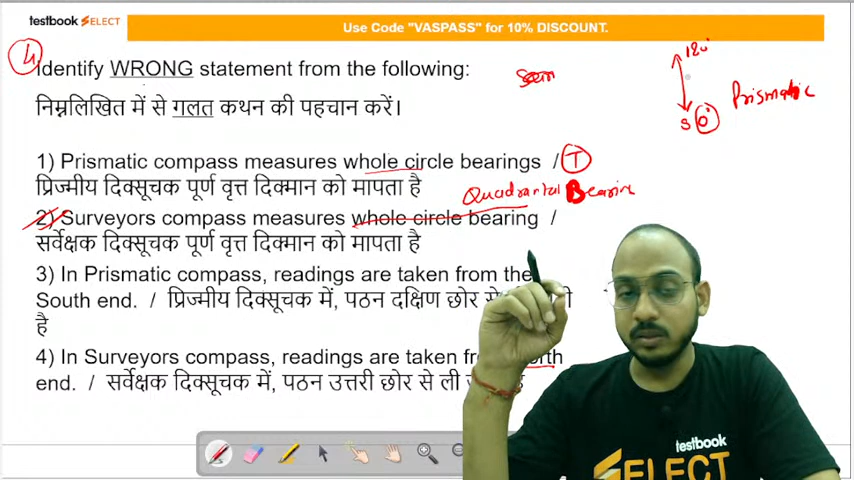 testbook SELECT
Use Code "VASPASS" for 10% DISCOUNT.
4
Identify WRONG statement from the following:
180°
S 0°
Prismatic
निम्नलिखित में से गलत कथन की पहचान करें।
1) Prismatic compass measures whole circle bearings / T
प्रिज्मीय दिक्सूचक पूर्ण वृत्त दिक्मान को मापता है
Quadrantal Bearing
2) Surveyors compass measures whole circle bearing /
सर्वेक्षक दिक्सूचक पूर्ण वृत्त दिक्मान को मापता है
3) In Prismatic compass, readings are taken from the
South end. / प्रिज्मीय दिक्सूचक में, पठन दक्षिण छोर
है
4) In Surveyors compass, readings are taken
end. / सर्वेक्षक दिक्सूचक में, पठन उत्तरी छोर से ली
testbook
SELECT